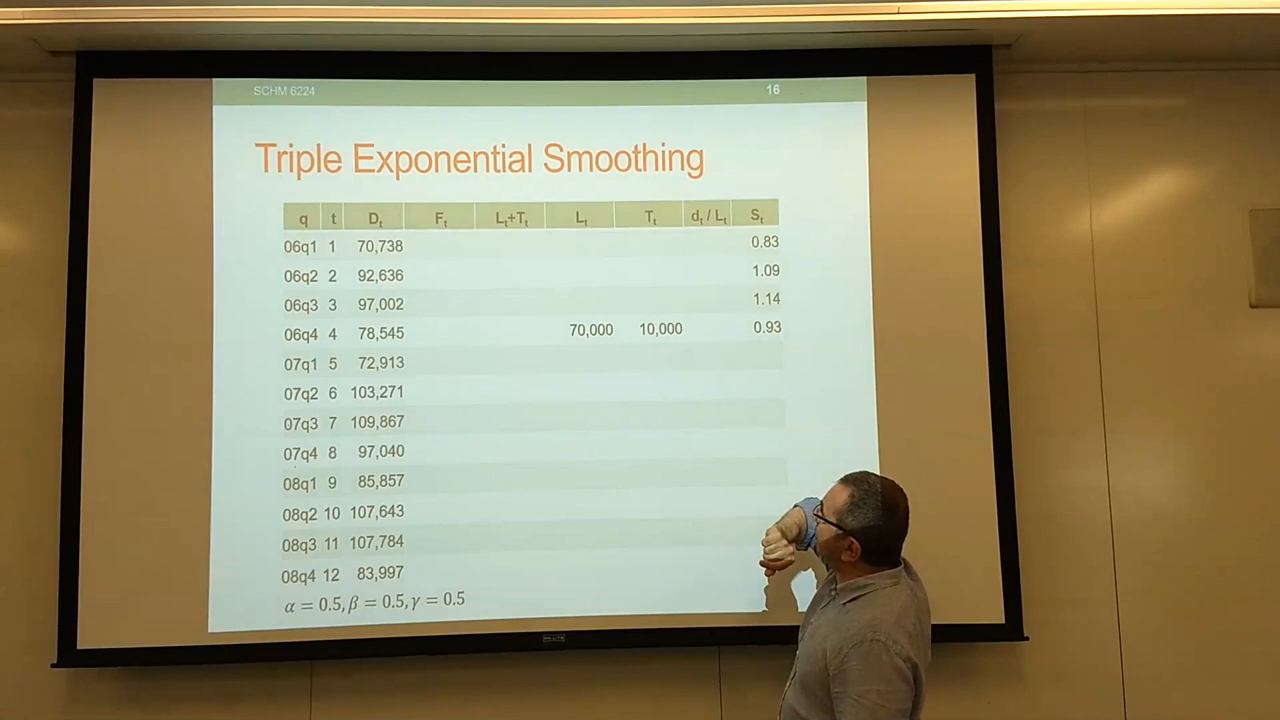 SCHM 6224 16
Triple Exponential Smoothing
q t Dt Ft Lt+Tt Lt Tt dt / Lt St
06q1 1 70,738 0.83
06q2 2 92,636 1.09
06q3 3 97,002 1.14
06q4 4 78,545 70,000 10,000 0.93
07q1 5 72,913
07q2 6 103,271
07q3 7 109,867
07q4 8 97,040
08q1 9 85,857
08q2 10 107,643
08q3 11 107,784
08q4 12 83,997
α = 0.5, β = 0.5, γ = 0.5